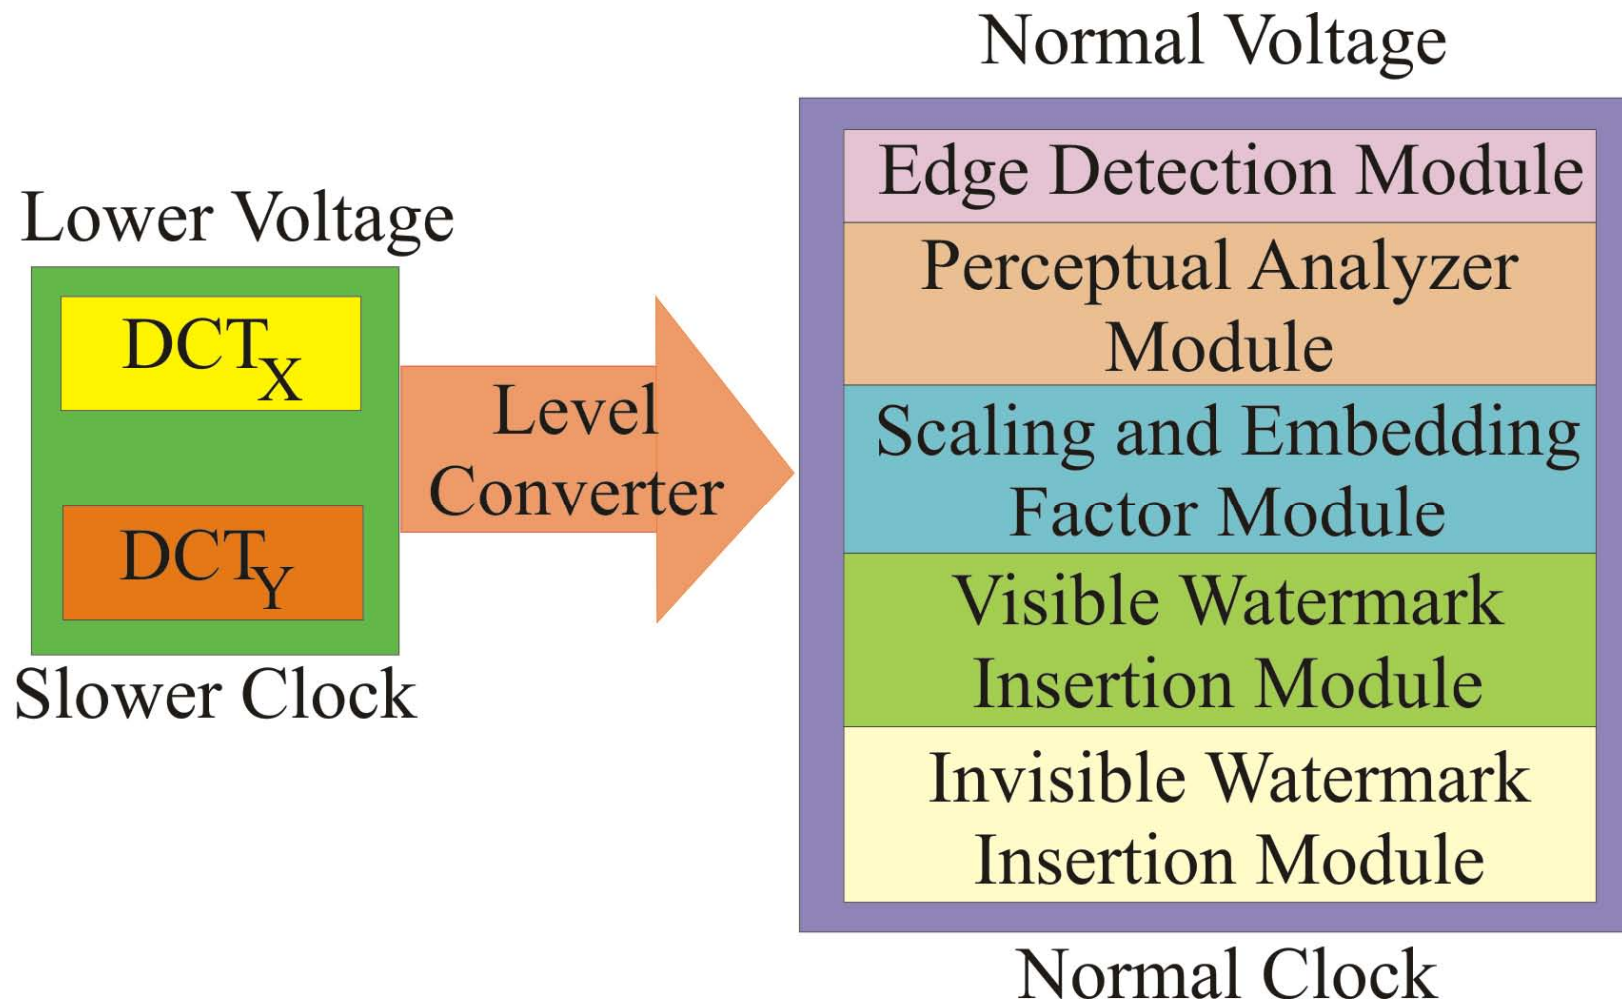 Lower Voltage
DCTX
DCTY
Slower Clock
Level
Converter
Normal Voltage
Edge Detection Module
Perceptual Analyzer
Module
Scaling and Embedding
Factor Module
Visible Watermark
Insertion Module
Invisible Watermark
Insertion Module
Normal Clock